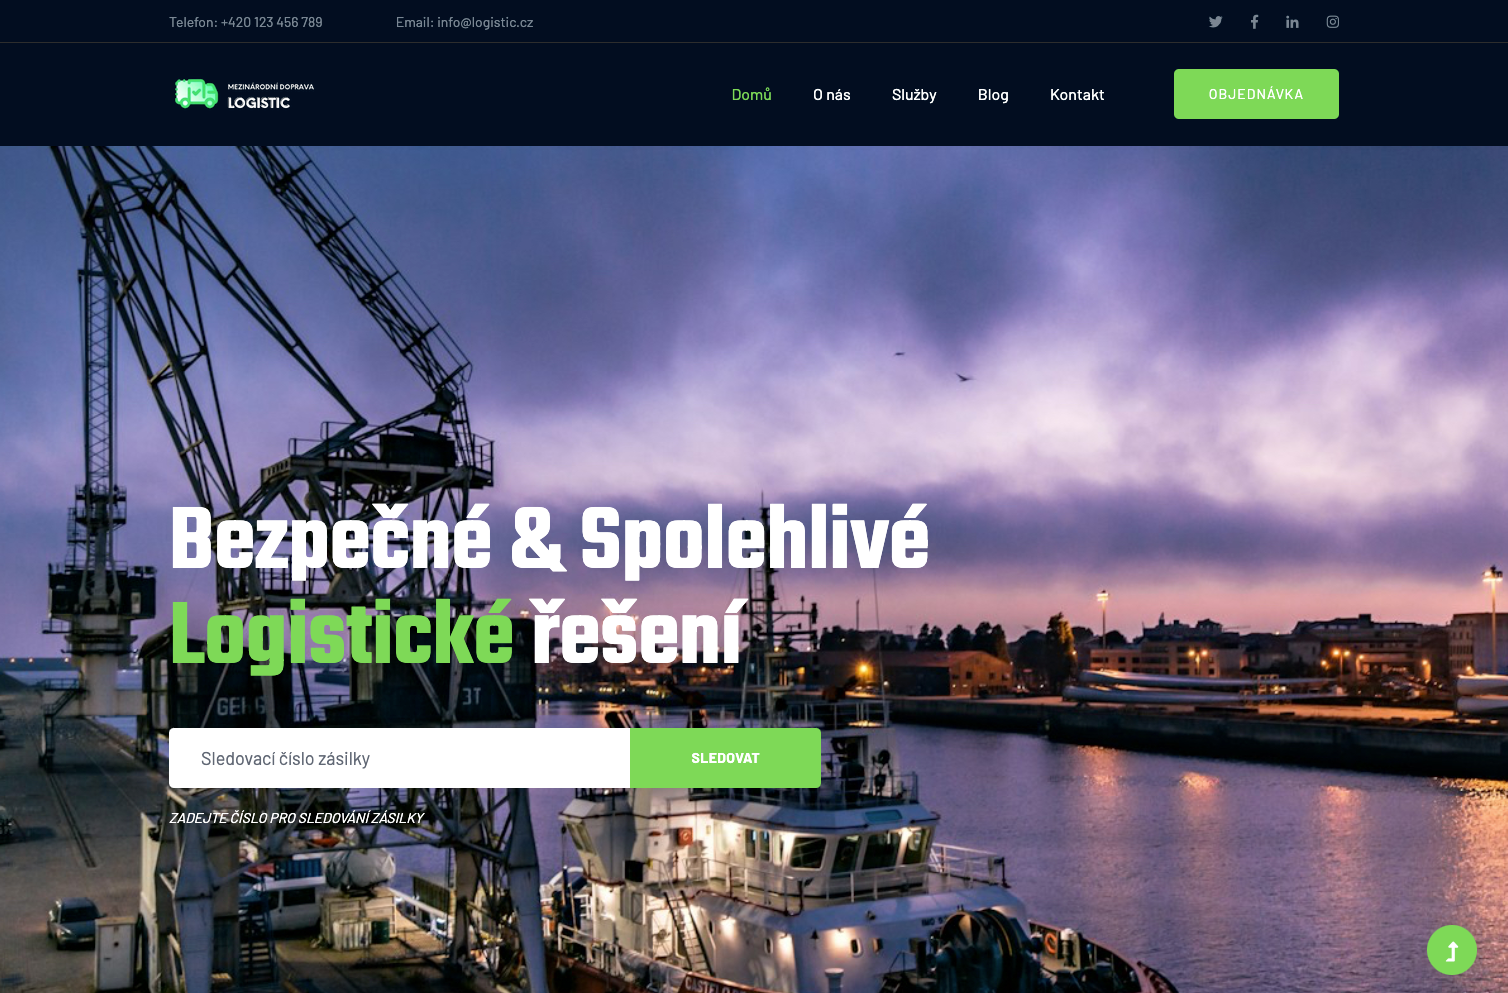 Telefon: +420 123 456 789
Email: info@logistic.cz
MEZINÁRODNÍ DOPRAVA
LOGISTIC
Domů
O nás
Služby
Blog
Kontakt
OBJEDNÁVKA
Bezpečné & Spolehlivé
Logistické řešení
Sledovací číslo zásilky
SLEDOVAT
ZADEJTE ČÍSLO PRO SLEDOVÁNÍ ZÁSILKY